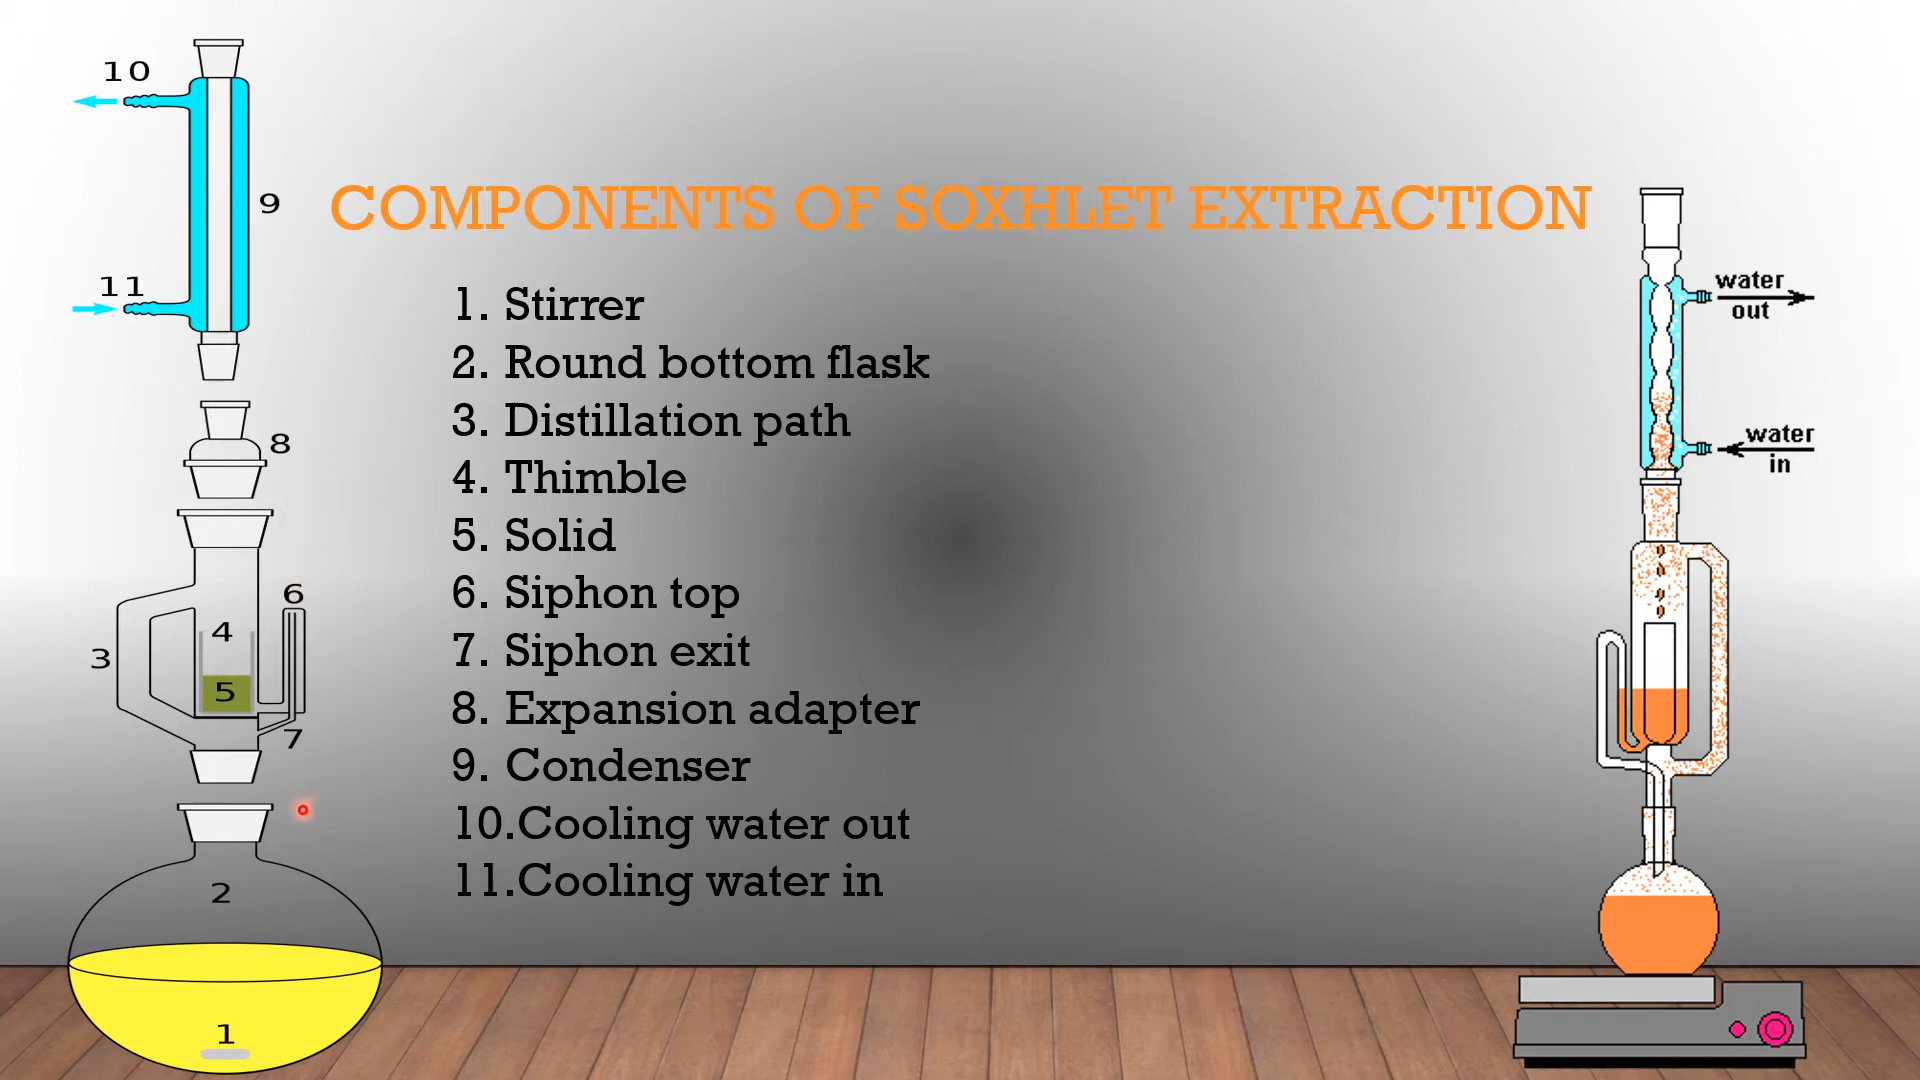 COMPONENTS OF SOXHLET EXTRACTION
1. Stirrer
2. Round bottom flask
3. Distillation path
4. Thimble
5. Solid
6. Siphon top
7. Siphon exit
8. Expansion adapter
9. Condenser
10.Cooling water out
11.Cooling water in
10
9
11
8
6
4
3
5
7
2
1
water
out
water
in